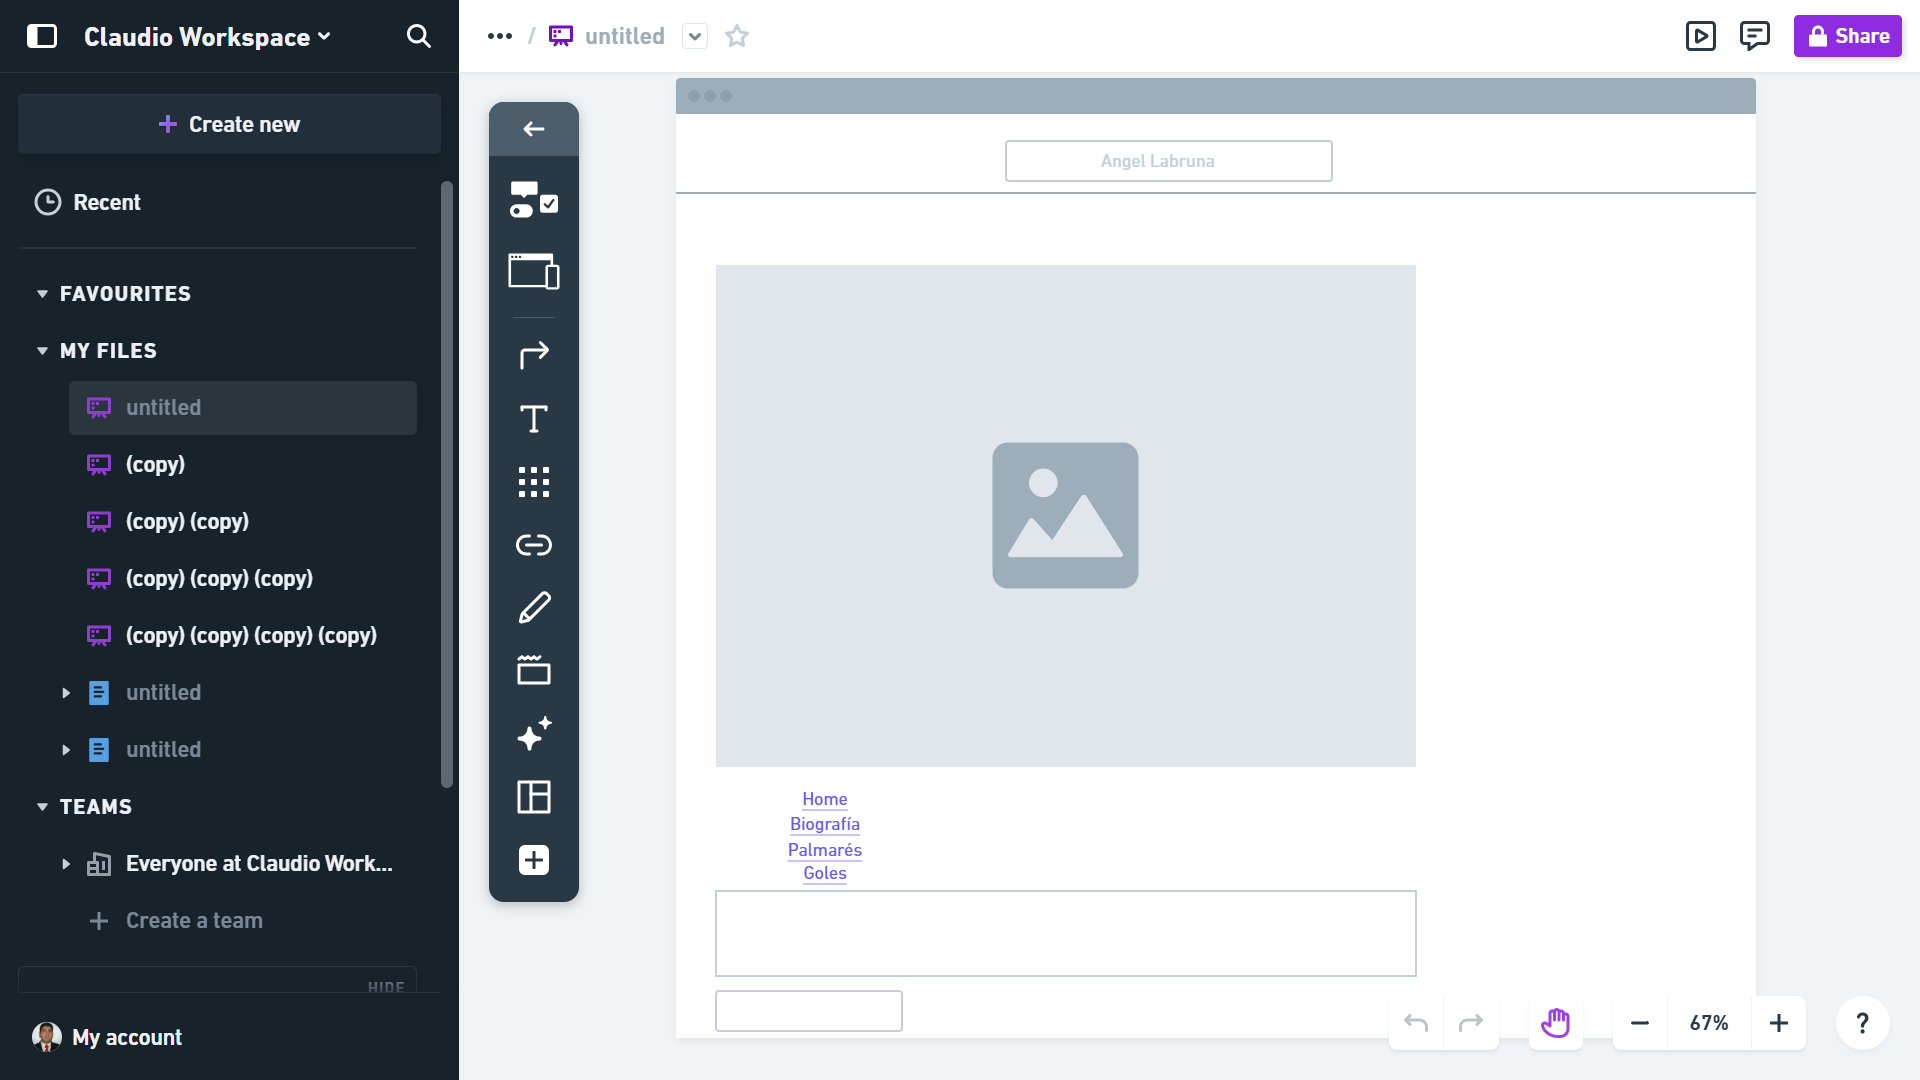 Claudio Workspace
Create new
Recent
FAVOURITES
MY FILES
untitled
(copy)
(copy) (copy)
(copy) (copy) (copy)
(copy) (copy) (copy) (copy)
untitled
untitled
TEAMS
Everyone at Claudio Work...
Create a team
HIDE
My account
/ untitled
Share
Angel Labruna
Home
Biografía
Palmarés
Goles
67%
?